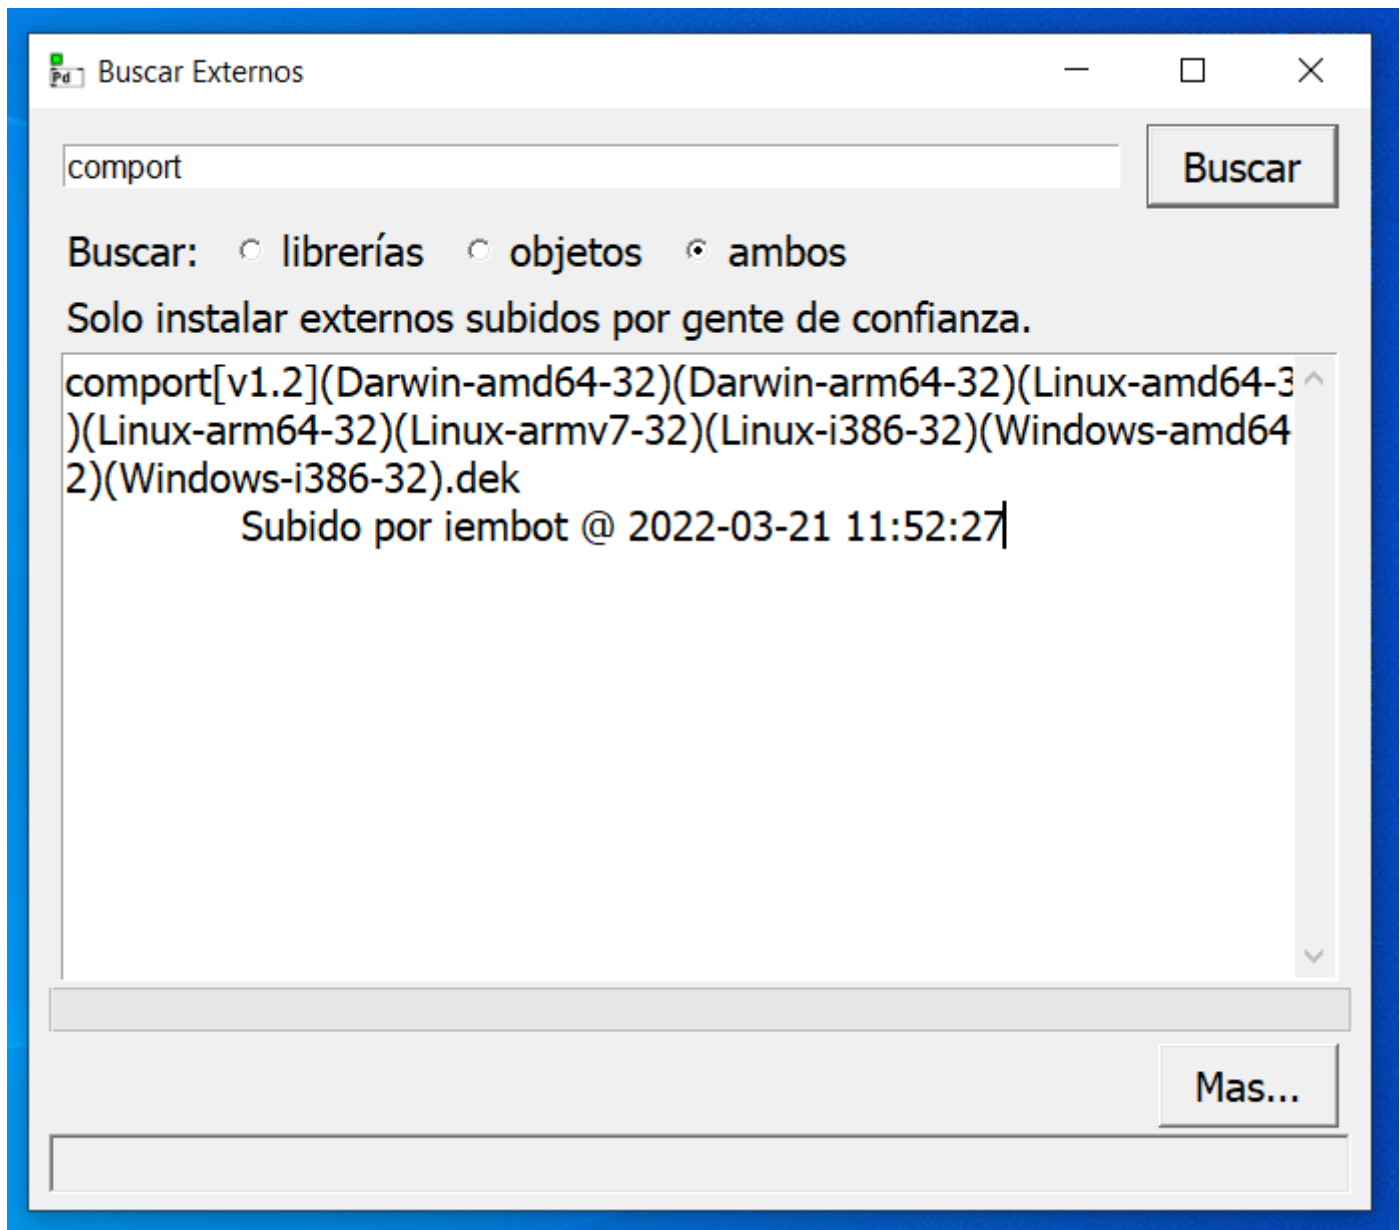 Pd Buscar Externos
comport
Buscar
Buscar: librerías objetos ambos
Solo instalar externos subidos por gente de confianza.
comport[v1.2](Darwin-amd64-32)(Darwin-arm64-32)(Linux-amd64-3
)(Linux-arm64-32)(Linux-armv7-32)(Linux-i386-32)(Windows-amd64
2)(Windows-i386-32).dek
Subido por iembot @ 2022-03-21 11:52:27
Mas...